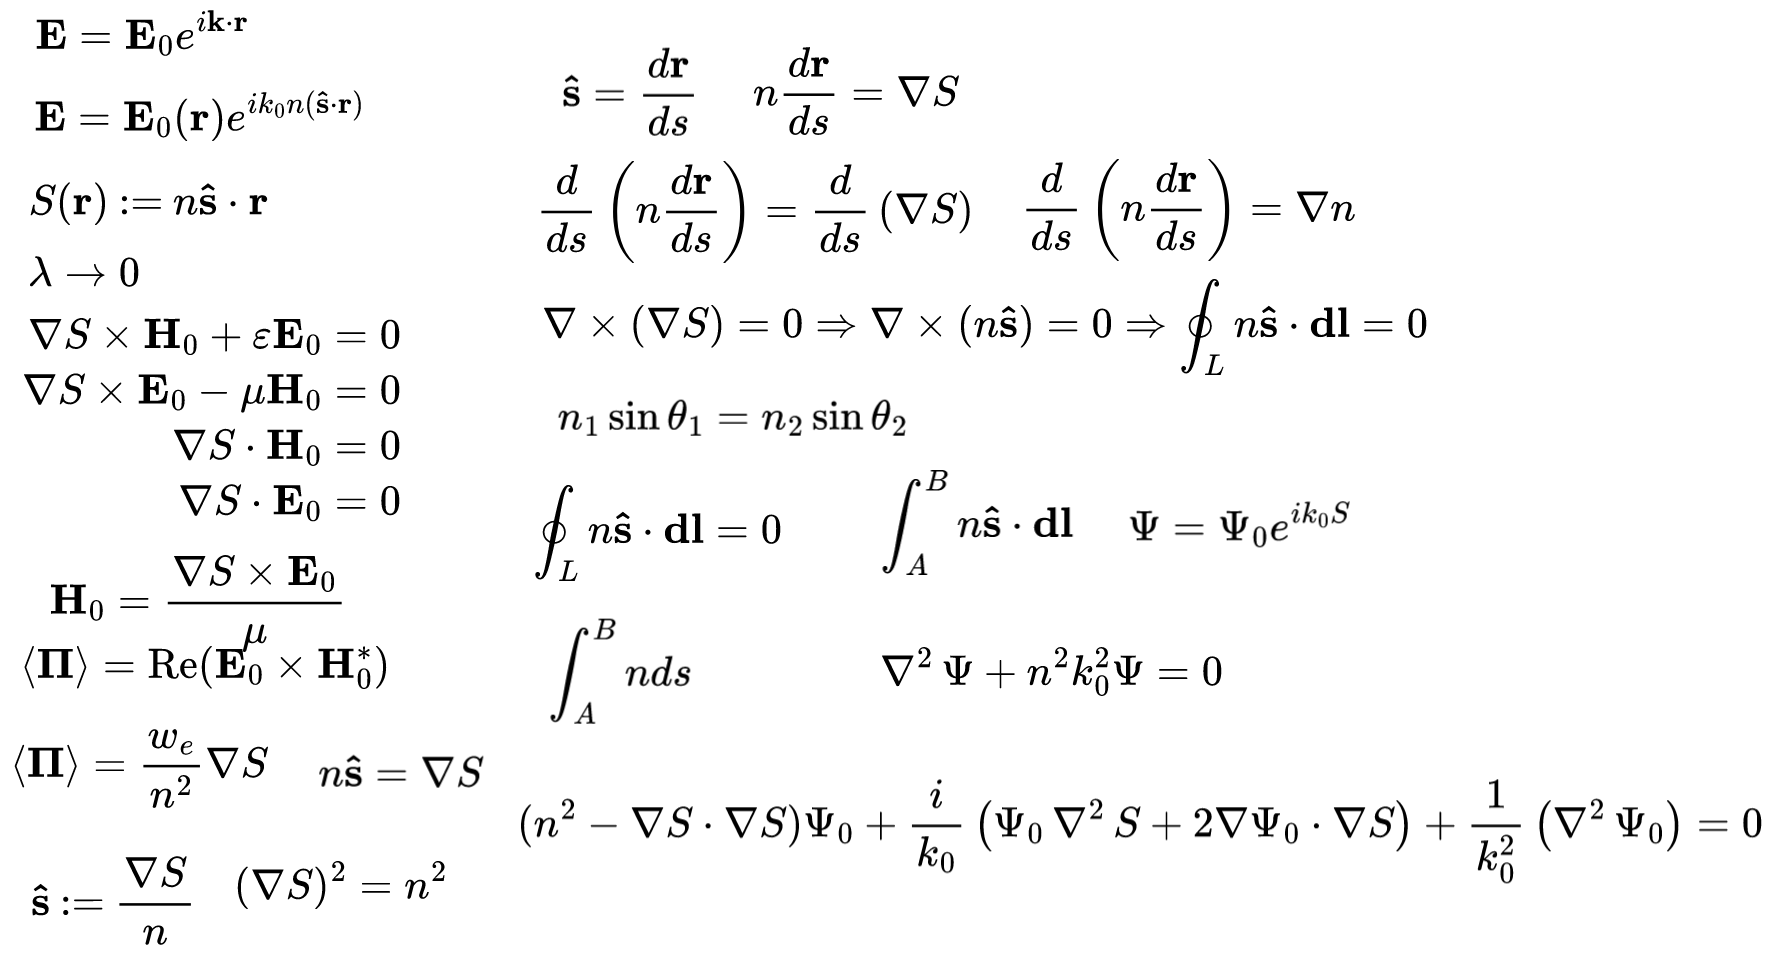 $\mathbf{E} = \mathbf{E}_0 e^{i\mathbf{k}\cdot\mathbf{r}}$
$\mathbf{E} = \mathbf{E}_0(\mathbf{r}) e^{ik_0 n(\hat{\mathbf{s}}\cdot\mathbf{r})}$
$S(\mathbf{r}) := n\hat{\mathbf{s}}\cdot\mathbf{r}$
$\lambda \to 0$
$\nabla S \times \mathbf{H}_0 + \varepsilon\mathbf{E}_0 = 0$
$\nabla S \times \mathbf{E}_0 - \mu\mathbf{H}_0 = 0$
$\nabla S \cdot \mathbf{H}_0 = 0$
$\nabla S \cdot \mathbf{E}_0 = 0$
$\mathbf{H}_0 = \frac{\nabla S \times \mathbf{E}_0}{\mu}$
$\langle\mathbf{\Pi}\rangle = \mathrm{Re}(\mathbf{E}_0 \times \mathbf{H}_0^*)$
$\langle\mathbf{\Pi}\rangle = \frac{w_e}{n^2}\nabla S \quad n\hat{\mathbf{s}} = \nabla S$
$\hat{\mathbf{s}} := \frac{\nabla S}{n} \quad (\nabla S)^2 = n^2$
$\hat{\mathbf{s}} = \frac{d\mathbf{r}}{ds} \quad n\frac{d\mathbf{r}}{ds} = \nabla S$
$\frac{d}{ds}\left(n\frac{d\mathbf{r}}{ds}\right) = \frac{d}{ds}(\nabla S) \quad \frac{d}{ds}\left(n\frac{d\mathbf{r}}{ds}\right) = \nabla n$
$\nabla \times (\nabla S) = 0 \Rightarrow \nabla \times (n\hat{\mathbf{s}}) = 0 \Rightarrow \oint_L n\hat{\mathbf{s}}\cdot\mathbf{dl} = 0$
$n_1 \sin\theta_1 = n_2 \sin\theta_2$
$\oint_L n\hat{\mathbf{s}}\cdot\mathbf{dl} = 0 \quad \int_A^B n\hat{\mathbf{s}}\cdot\mathbf{dl} \quad \Psi = \Psi_0 e^{ik_0 S}$
$\int_A^B nds \quad \nabla^2\Psi + n^2 k_0^2 \Psi = 0$
$(n^2 - \nabla S\cdot\nabla S)\Psi_0 + \frac{i}{k_0}\left(\Psi_0\nabla^2 S + 2\nabla\Psi_0\cdot\nabla S\right) + \frac{1}{k_0^2}\left(\nabla^2\Psi_0\right) = 0$